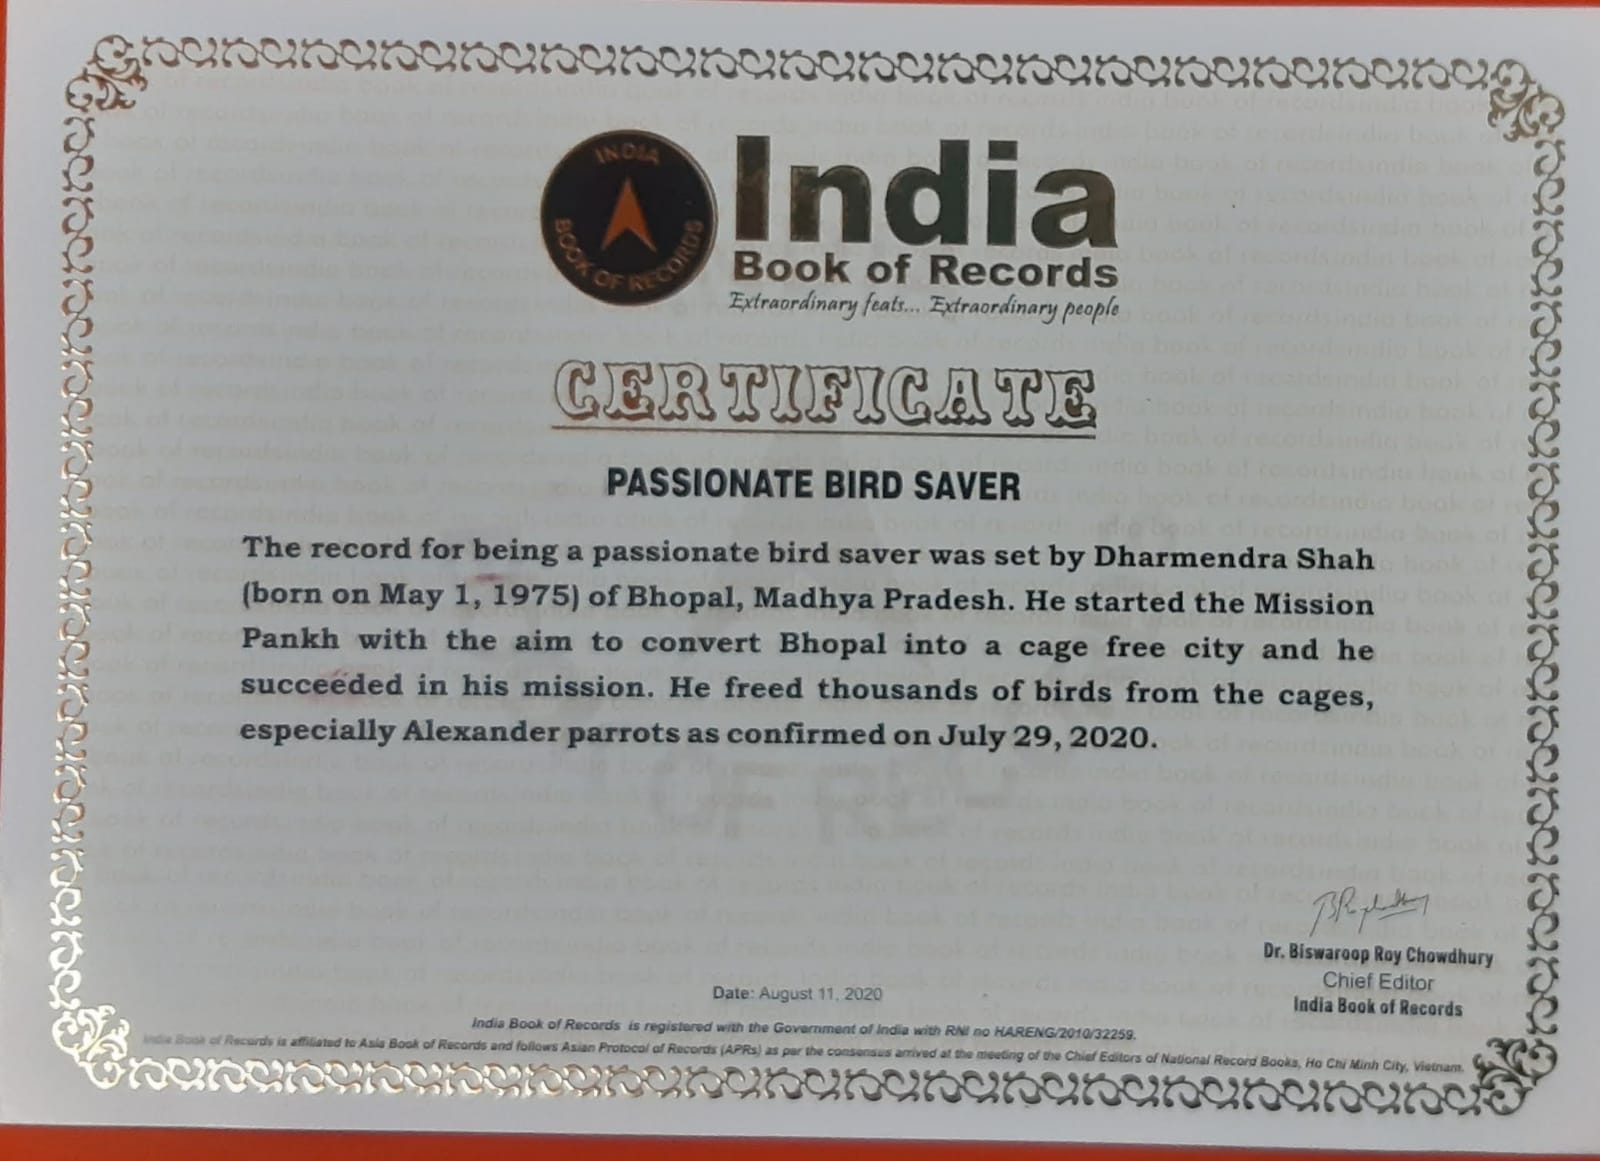 INDIA
BOOK OF RECORDS
India
Book of Records
Extraordinary feats... Extraordinary people
CERTIFICATE
PASSIONATE BIRD SAVER
The record for being a passionate bird saver was set by Dharmendra Shah
(born on May 1, 1975) of Bhopal, Madhya Pradesh. He started the Mission
Pankh with the aim to convert Bhopal into a cage free city and he
succeeded in his mission. He freed thousands of birds from the cages,
especially Alexander parrots as confirmed on July 29, 2020.
Dr. Biswaroop Roy Chowdhury
Chief Editor
India Book of Records
Date: August 11, 2020
India Book of Records is registered with the Government of India with RNI no HARENG/2010/32259.
India Book of Records is affiliated to Asia Book of Records and follows Asian Protocol of Records (APRs) as per the consensus arrived at the meeting of the Chief Editors of National Record Books, Ho Chi Minh City, Vietnam.